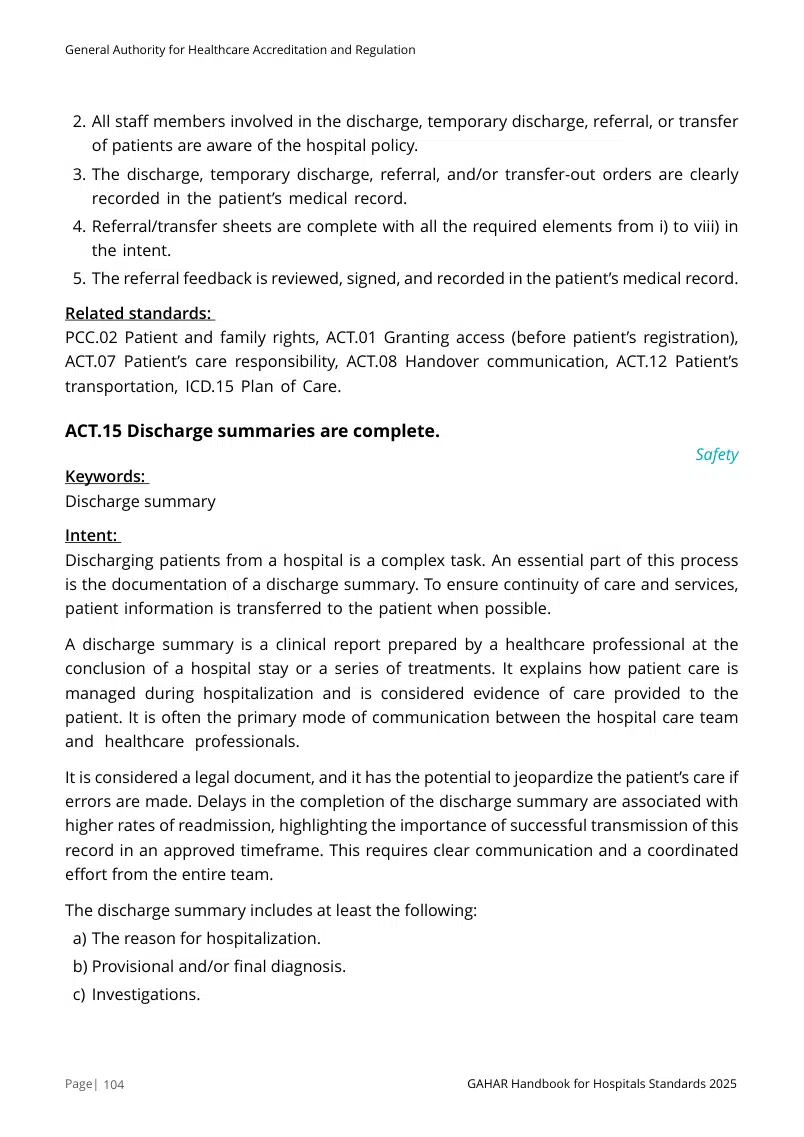 General Authority for Healthcare Accreditation and Regulation
2. All staff members involved in the discharge, temporary discharge, referral, or transfer
of patients are aware of the hospital policy.
3. The discharge, temporary discharge, referral, and/or transfer-out orders are clearly
recorded in the patient's medical record.
4. Referral/transfer sheets are complete with all the required elements from i) to viii) in
the intent.
5. The referral feedback is reviewed, signed, and recorded in the patient's medical record.
Related standards:
PCC.02 Patient and family rights, ACT.01 Granting access (before patient's registration),
ACT.07 Patient's care responsibility, ACT.08 Handover communication, ACT.12 Patient's
transportation, ICD.15 Plan of Care.
ACT.15 Discharge summaries are complete.
Safety
Keywords:
Discharge summary
Intent:
Discharging patients from a hospital is a complex task. An essential part of this process
is the documentation of a discharge summary. To ensure continuity of care and services,
patient information is transferred to the patient when possible.
A discharge summary is a clinical report prepared by a healthcare professional at the
conclusion of a hospital stay or a series of treatments. It explains how patient care is
managed during hospitalization and is considered evidence of care provided to the
patient. It is often the primary mode of communication between the hospital care team
and healthcare professionals.
It is considered a legal document, and it has the potential to jeopardize the patient's care if
errors are made. Delays in the completion of the discharge summary are associated with
higher rates of readmission, highlighting the importance of successful transmission of this
record in an approved timeframe. This requires clear communication and a coordinated
effort from the entire team.
The discharge summary includes at least the following:
a) The reason for hospitalization.
b) Provisional and/or final diagnosis.
c) Investigations.
Page| 104
GAHAR Handbook for Hospitals Standards 2025